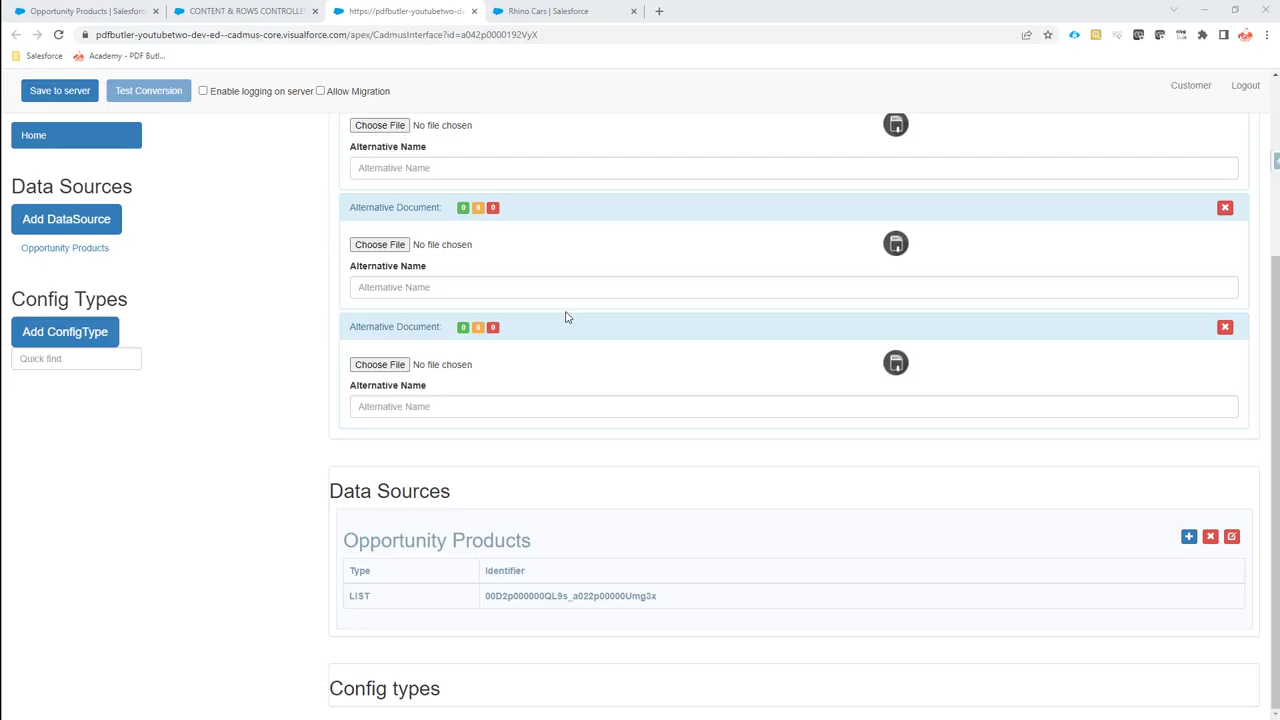 Opportunity Products | Salesfor
CONTENT & ROWS CONTROLLE
https://pdfbutler-youtubetwo-de
Rhino Cars | Salesforce
pdfbutler-youtubetwo-dev-ed--cadmus-core.visualforce.com/apex/CadmusInterface?id=a042p0000192VyX
Salesforce
Academy - PDF Butl...
Save to server
Test Conversion
Enable logging on server
Allow Migration
Customer
Logout
Home
Data Sources
Add DataSource
Opportunity Products
Config Types
Add ConfigType
Quick find
Choose File No file chosen
Alternative Name
Alternative Name
Alternative Document: 0 0 0
Choose File No file chosen
Alternative Name
Alternative Name
Alternative Document: 0 0 0
Choose File No file chosen
Alternative Name
Alternative Name
Data Sources
Opportunity Products
Type Identifier
LIST 00D2p000000QL9s_a022p00000Umg3x
Config types